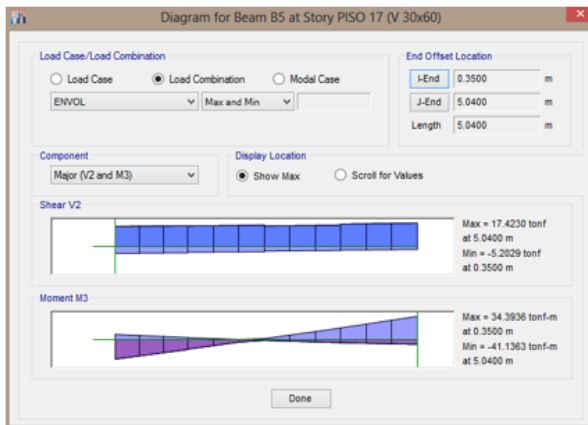 Diagram for Beam B5 at Story PISO 17 (V 30x60)
Load Case/Load Combination
Load Case
Load Combination
Modal Case
ENVOL
Max and Min
End Offset Location
I-End
0.3500
m
J-End
5.0400
m
Length
5.0400
m
Component
Major (V2 and M3)
Display Location
Show Max
Scroll for Values
Shear V2
Max = 17.4230 tonf
at 5.0400 m
Min = -5.2029 tonf
at 0.3500 m
Moment M3
Max = 34.3936 tonf-m
at 0.3500 m
Min = -41.1363 tonf-m
at 5.0400 m
Done